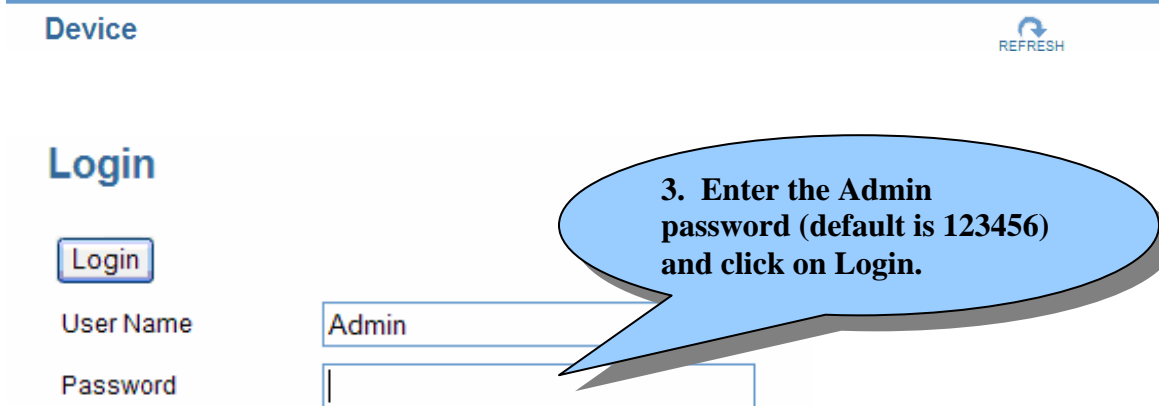 Device
REFRESH
Login
3. Enter the Admin
password (default is 123456)
and click on Login.
Login
User Name
Admin
Password